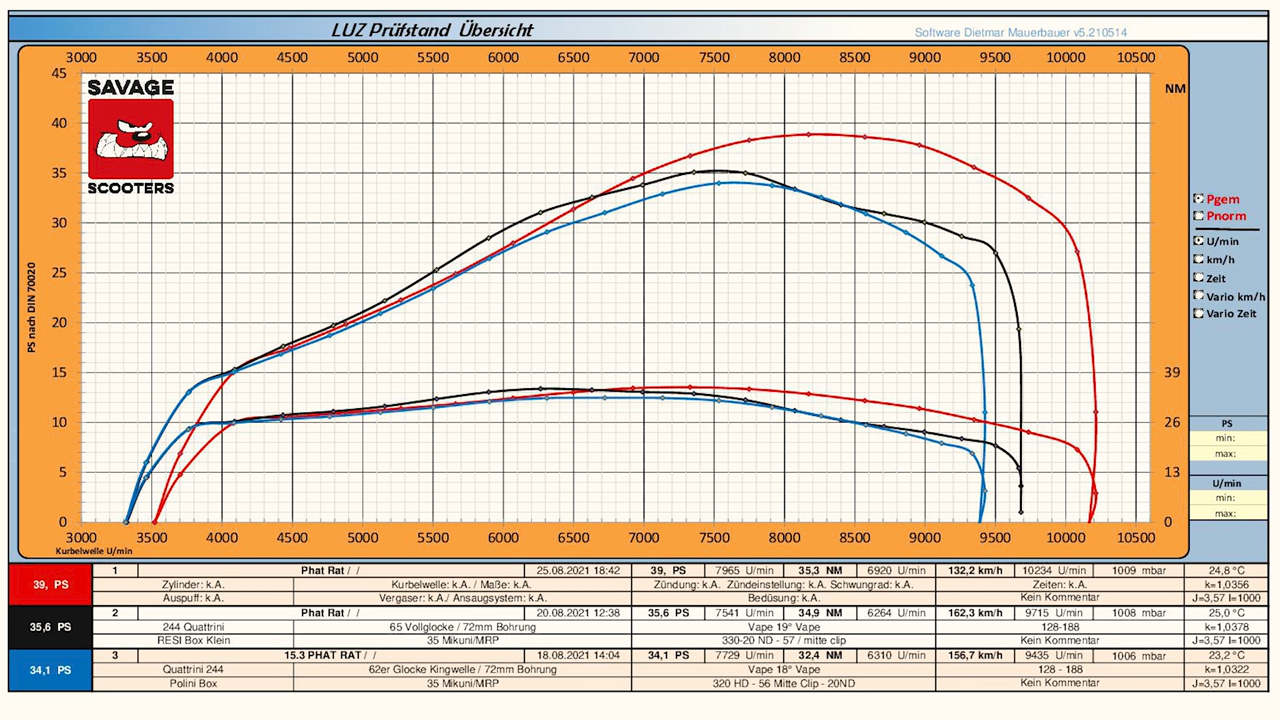 LUZ Prüfstand Übersicht
Software Dietmar Mauerbauer v5.210514
3000 3500 4000 4500 5000 5500 6000 6500 7000 7500 8000 8500 9000 9500 10000 10500
SAVAGE
SCOOTERS
45
40
35
30
25
20
15
10
5
0
PS nach DIN 70020
NM
39
26
13
0
3000 3500 4000 4500 5000 5500 6000 6500 7000 7500 8000 8500 9000 9500 10000 10500
Kurbelwelle U/min
Pgem
Pnorm
U/min
km/h
Zeit
Vario km/h
Vario Zeit
PS
min:
max:
U/min
min:
max:
39, PS
1 Phat Rat / / 25.08.2021 18:42 39, PS 7965 U/min 35,3 NM 6920 U/min 132,2 km/h 10234 U/min 1009 mbar 24,8 °C
Zylinder: k.A. Kurbelwelle: k.A. / Maße: k.A. Zündung: k.A. Zündeinstellung: k.A. Schwungrad: k.A. Zeiten: k.A. k=1,0356
Auspuff: k.A. Vergaser: k.A./ Ansaugsystem: k.A. Bedüsung: k.A. Kein Kommentar J=3,57 I=1000
35,6 PS
2 Phat Rat / / 20.08.2021 12:38 35,6 PS 7541 U/min 34,9 NM 6264 U/min 162,3 km/h 9715 U/min 1008 mbar 25,0 °C
244 Quattrini 65 Vollglocke / 72mm Bohrung Vape 19° Vape 128-188 k=1,0378
RESI Box Klein 35 Mikuni/MRP 330-20 ND - 57 / mitte clip Kein Kommentar J=3,57 I=1000
34,1 PS
3 15.3 PHAT RAT / / 18.08.2021 14:04 34,1 PS 7729 U/min 32,4 NM 6310 U/min 156,7 km/h 9435 U/min 1006 mbar 23,2 °C
Quattrini 244 62er Glocke Kingwelle / 72mm Bohrung Vape 18° Vape 128 - 188 k=1,0322
Polini Box 35 Mikuni/MRP 320 HD - 56 Mitte Clip - 20ND Kein Kommentar J=3,57 I=1000